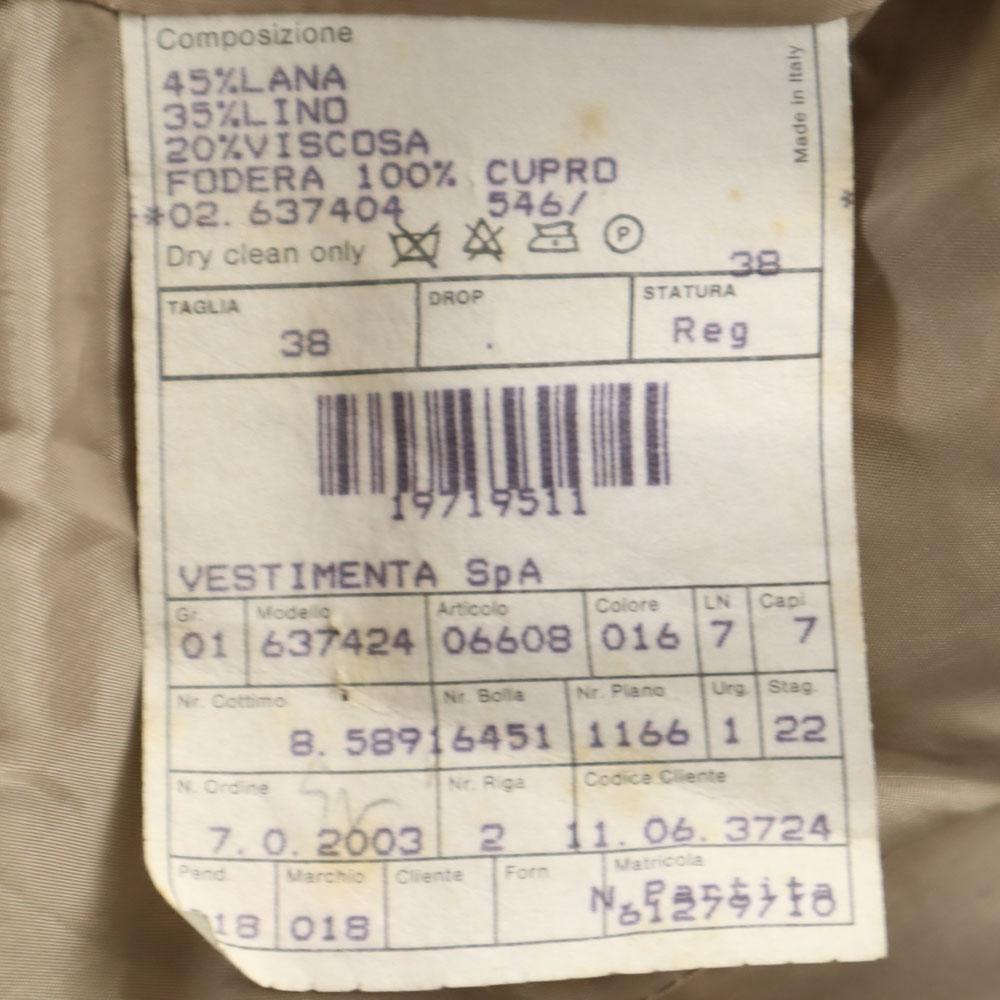 Composizione
Made in Italy
45%LANA
35%LINO
20%VISCOSA
FODERA 100% CUPRO
*02. 637404 546/ *
Dry clean only P
38
TAGLIA DROP STATURA
38 . Reg
19719511
VESTIMENTA SpA
Gr. Modello Articolo Colore LN Capi
01 637424 06608 016 7 7
Nr. Cottimo Nr. Bolla Nr. Piano Urg. Stag.
8. 58916451 1166 1 22
N. Ordine Nr. Riga Codice Cliente
7. 0. 2003 2 11. 06. 3724
Pend. Marchio Cliente Forn Matricola
18 018 N. Partita